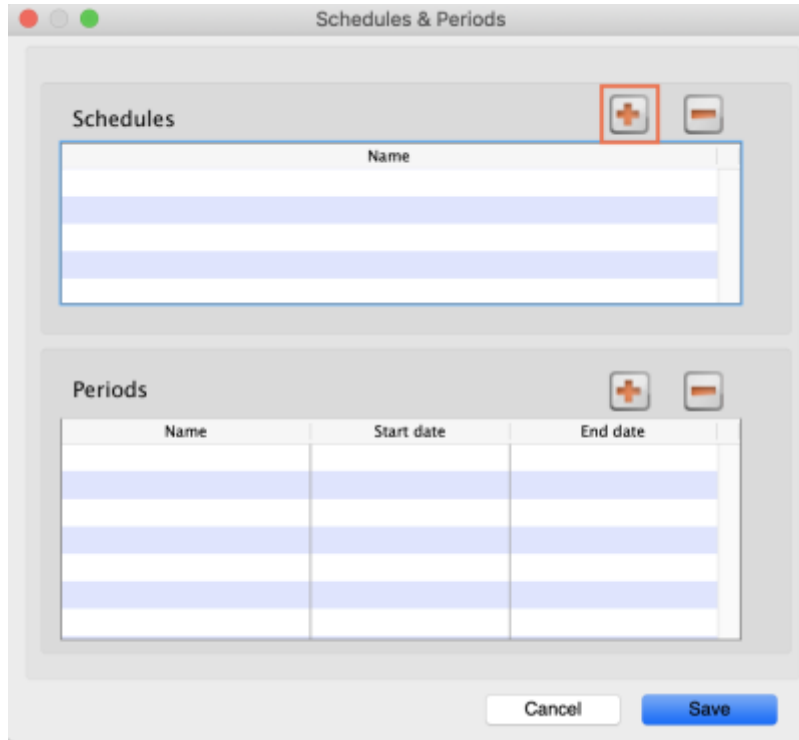 Schedules & Periods
Schedules
Name
Periods
Name Start date End date
Cancel Save